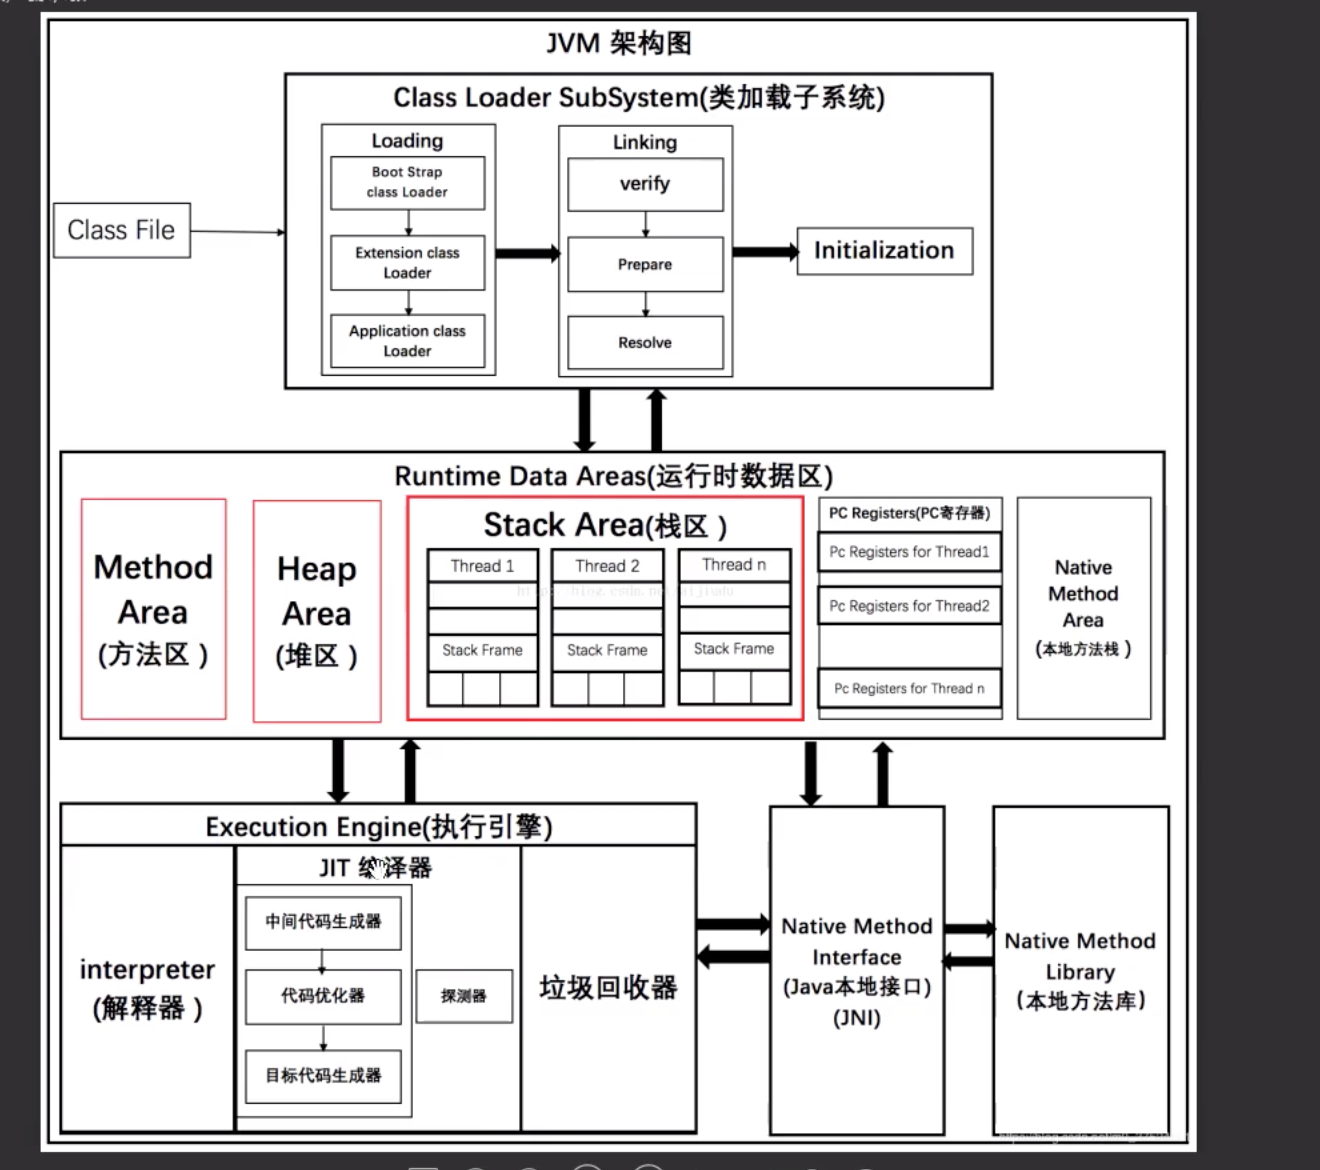 JVM 架构图
Class Loader SubSystem(类加载子系统)
Loading
Boot Strap
class Loader
Extension class
Loader
Application class
Loader
Linking
verify
Prepare
Resolve
Class File
Initialization
Runtime Data Areas(运行时数据区)
Method
Area
(方法区 )
Heap
Area
(堆区 )
Stack Area(栈区 )
Thread 1
Stack Frame
Thread 2
Stack Frame
Thread n
Stack Frame
PC Registers(PC寄存器)
Pc Registers for Thread1
Pc Registers for Thread2
Pc Registers for Thread n
Native
Method
Area
(本地方法栈 )
Execution Engine(执行引擎)
interpreter
(解释器 )
JIT 编译器
中间代码生成器
代码优化器
目标代码生成器
探测器
垃圾回收器
Native Method
Interface
(Java本地接口)
(JNI)
Native Method
Library
(本地方法库)